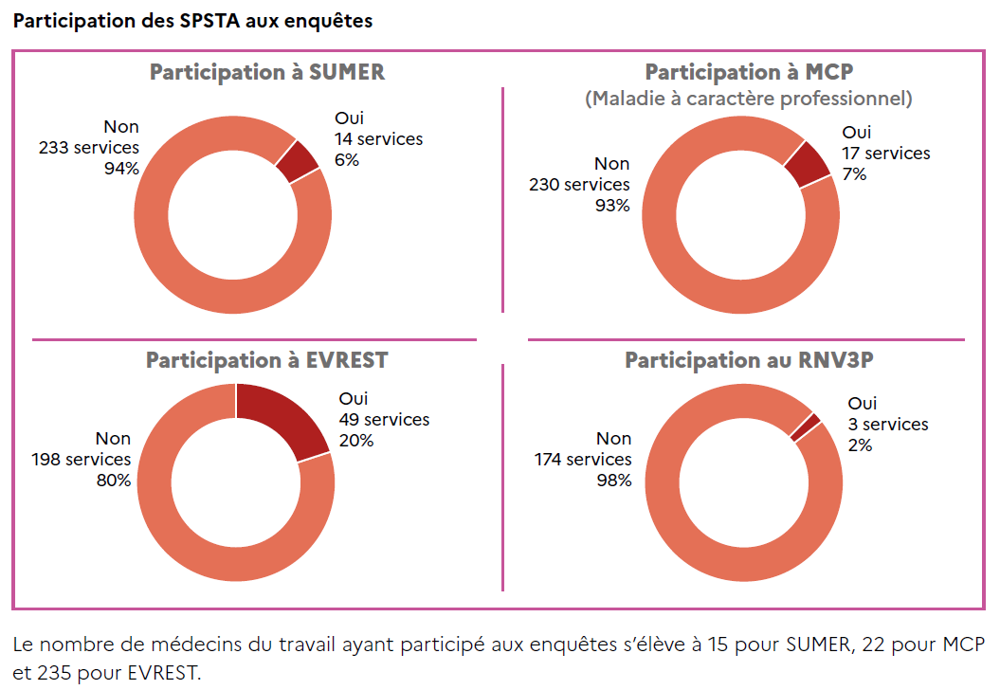 Participation des SPSTA aux enquêtes
Participation à SUMER
Non
233 services
94%
Oui
14 services
6%
Participation à MCP
(Maladie à caractère professionnel)
Non
230 services
93%
Oui
17 services
7%
Participation à EVREST
Non
198 services
80%
Oui
49 services
20%
Participation au RNV3P
Non
174 services
98%
Oui
3 services
2%
Le nombre de médecins du travail ayant participé aux enquêtes s’élève à 15 pour SUMER, 22 pour MCP
et 235 pour EVREST.